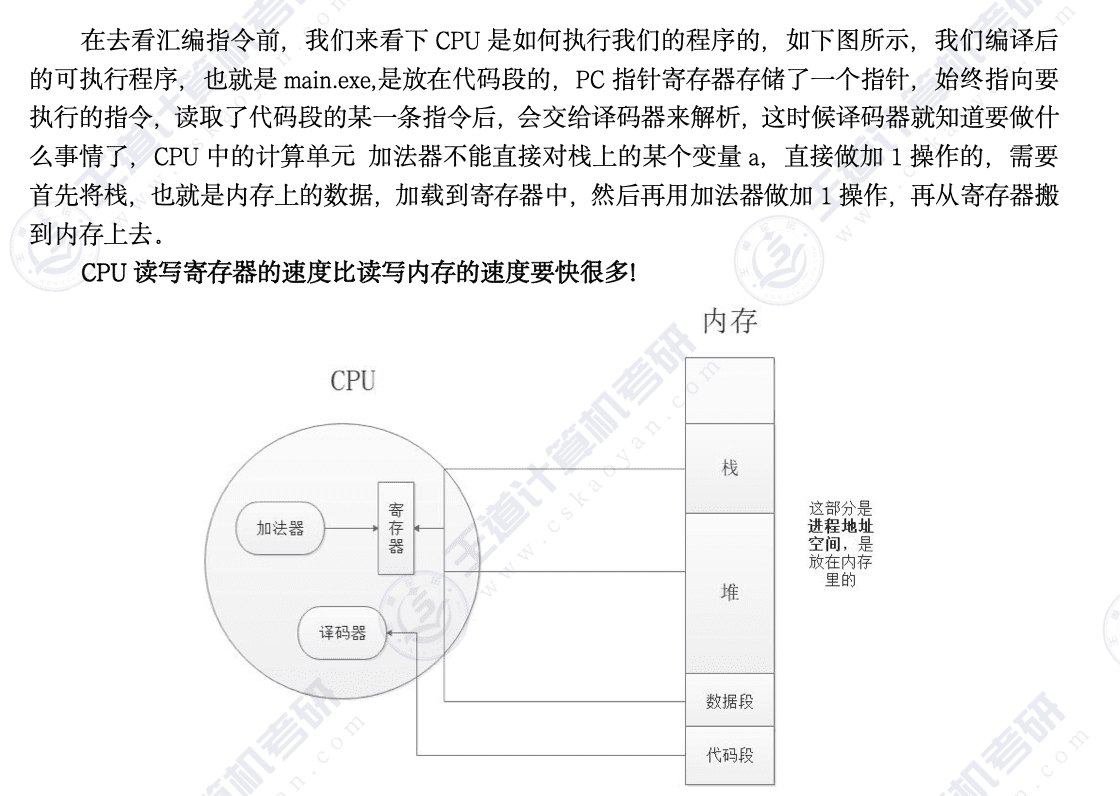 在去看汇编指令前，我们来看下 CPU 是如何执行我们的程序的，如下图所示，我们编译后
的可执行程序，也就是 main.exe,是放在代码段的，PC 指针寄存器存储了一个指针，始终指向要
执行的指令，读取了代码段的某一条指令后，会交给译码器来解析，这时候译码器就知道要做什
么事情了，CPU 中的计算单元 加法器不能直接对栈上的某个变量 a，直接做加 1 操作的，需要
首先将栈，也就是内存上的数据，加载到寄存器中，然后再用加法器做加 1 操作，再从寄存器搬
到内存上去。
CPU 读写寄存器的速度比读写内存的速度要快很多!
内存
CPU
栈
寄
存
器
加法器
这部分是
进程地址
空间，是
放在内存
里的
堆
译码器
数据段
代码段
王道计算机考研
www.cskaoyan.com